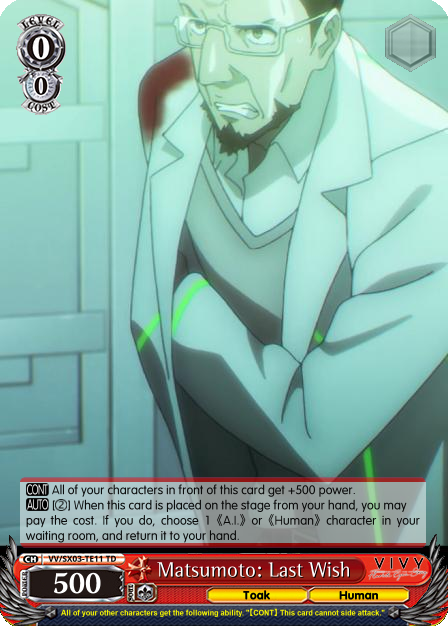 LEVEL
0
0
COST
CONT All of your characters in front of this card get +500 power.
AUTO [②] When this card is placed on the stage from your hand, you may
pay the cost. If you do, choose 1 《A.I.》 or 《Human》 character in your
waiting room, and return it to your hand.
CH VV/SX03-TE11 TD
POWER 500 SOUL Matsumoto: Last Wish VIVY
Toak Human
All of your other characters get the following ability. "【CONT】 This card cannot side attack."